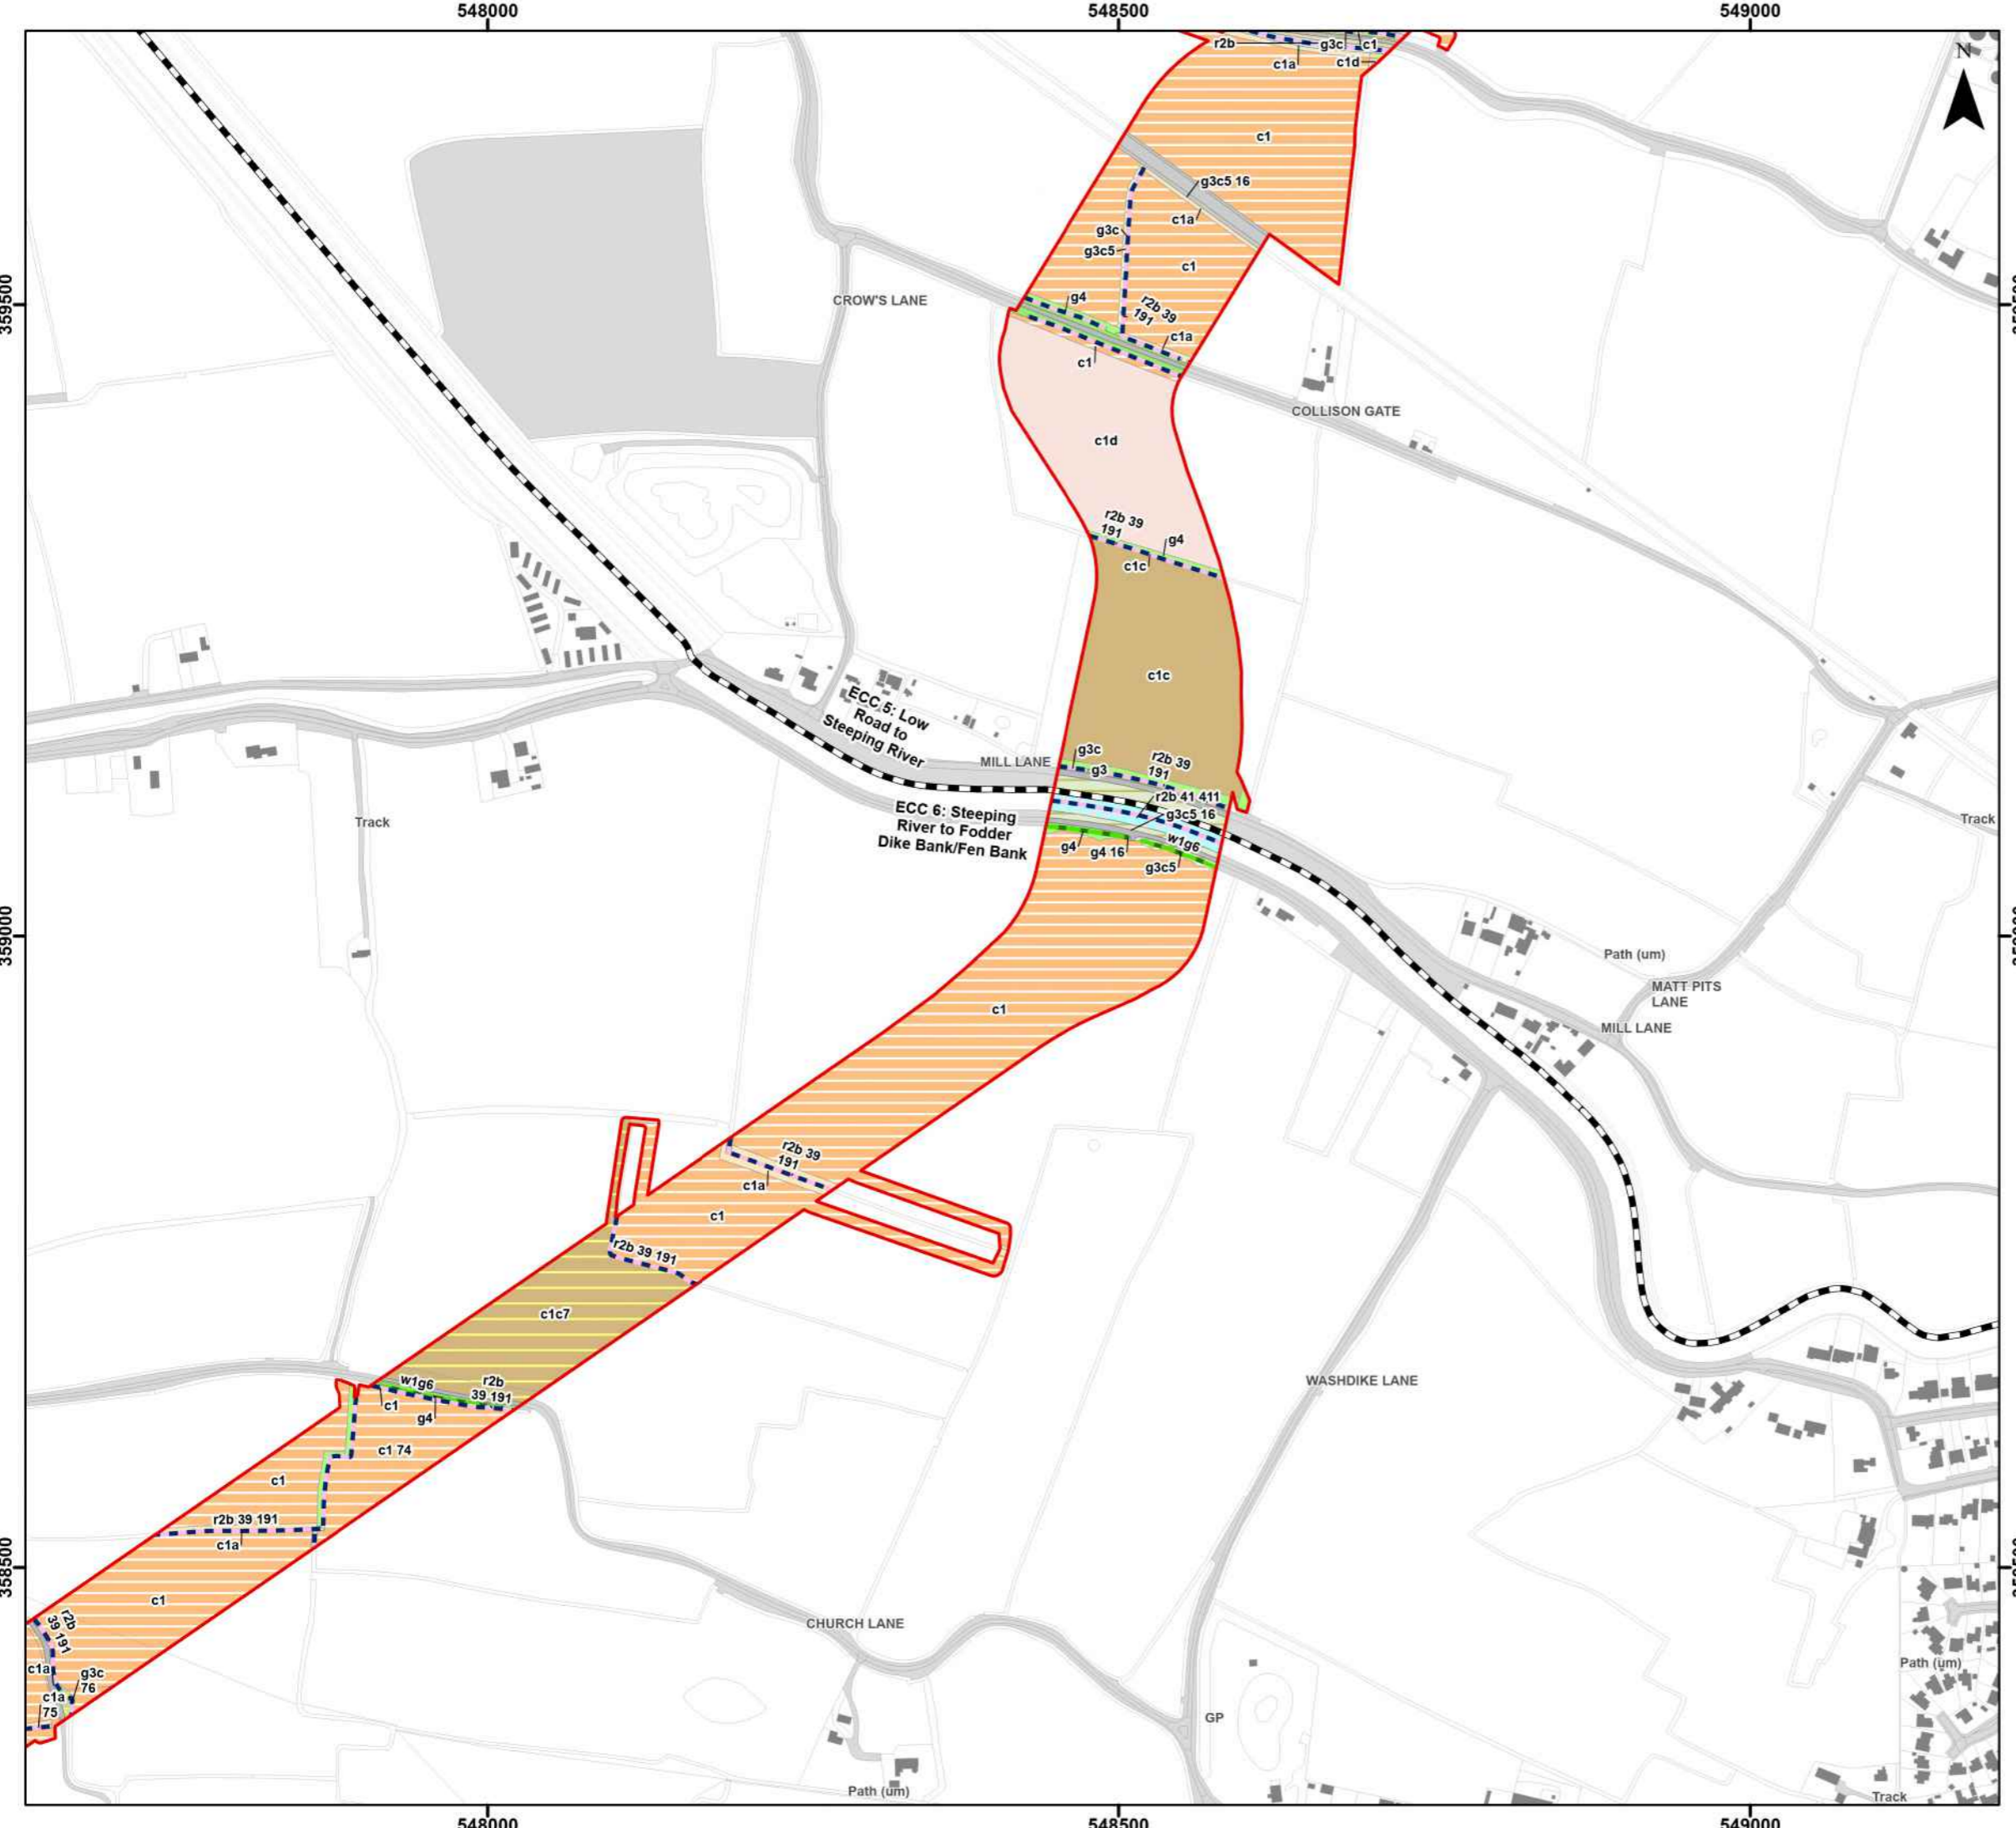 548000
548500
549000
N
r2b
g3c
c1
c1a
c1d
c1
g3c5 16
c1a
g3c
g3c5
c1
359500
CROW'S LANE
g4
r2b 39
191
c1a
c1
COLLISON GATE
c1d
r2b 39
191
g4
c1c
c1c
ECC 5: Low
Road to
Steeping River
MILL LANE
g3c
g3
r2b 39
191
r2b 41 411
g3c5 16
w1g6
ECC 6: Steeping
River to Fodder
Dike Bank/Fen Bank
g4
g4 16
g3c5
Track
Track
359000
Path (um)
MATT PITS
LANE
MILL LANE
c1
r2b 39
191
c1a
c1
r2b 39 191
c1c7
WASHDIKE LANE
w1g6
r2b
39 191
c1
g4
c1 74
c1
r2b 39 191
c1a
358500
c1
r2b
39 191
CHURCH LANE
c1a
g3c
76
c1a
75
Path (um)
GP
Path (um)
Track
548000
548500
549000